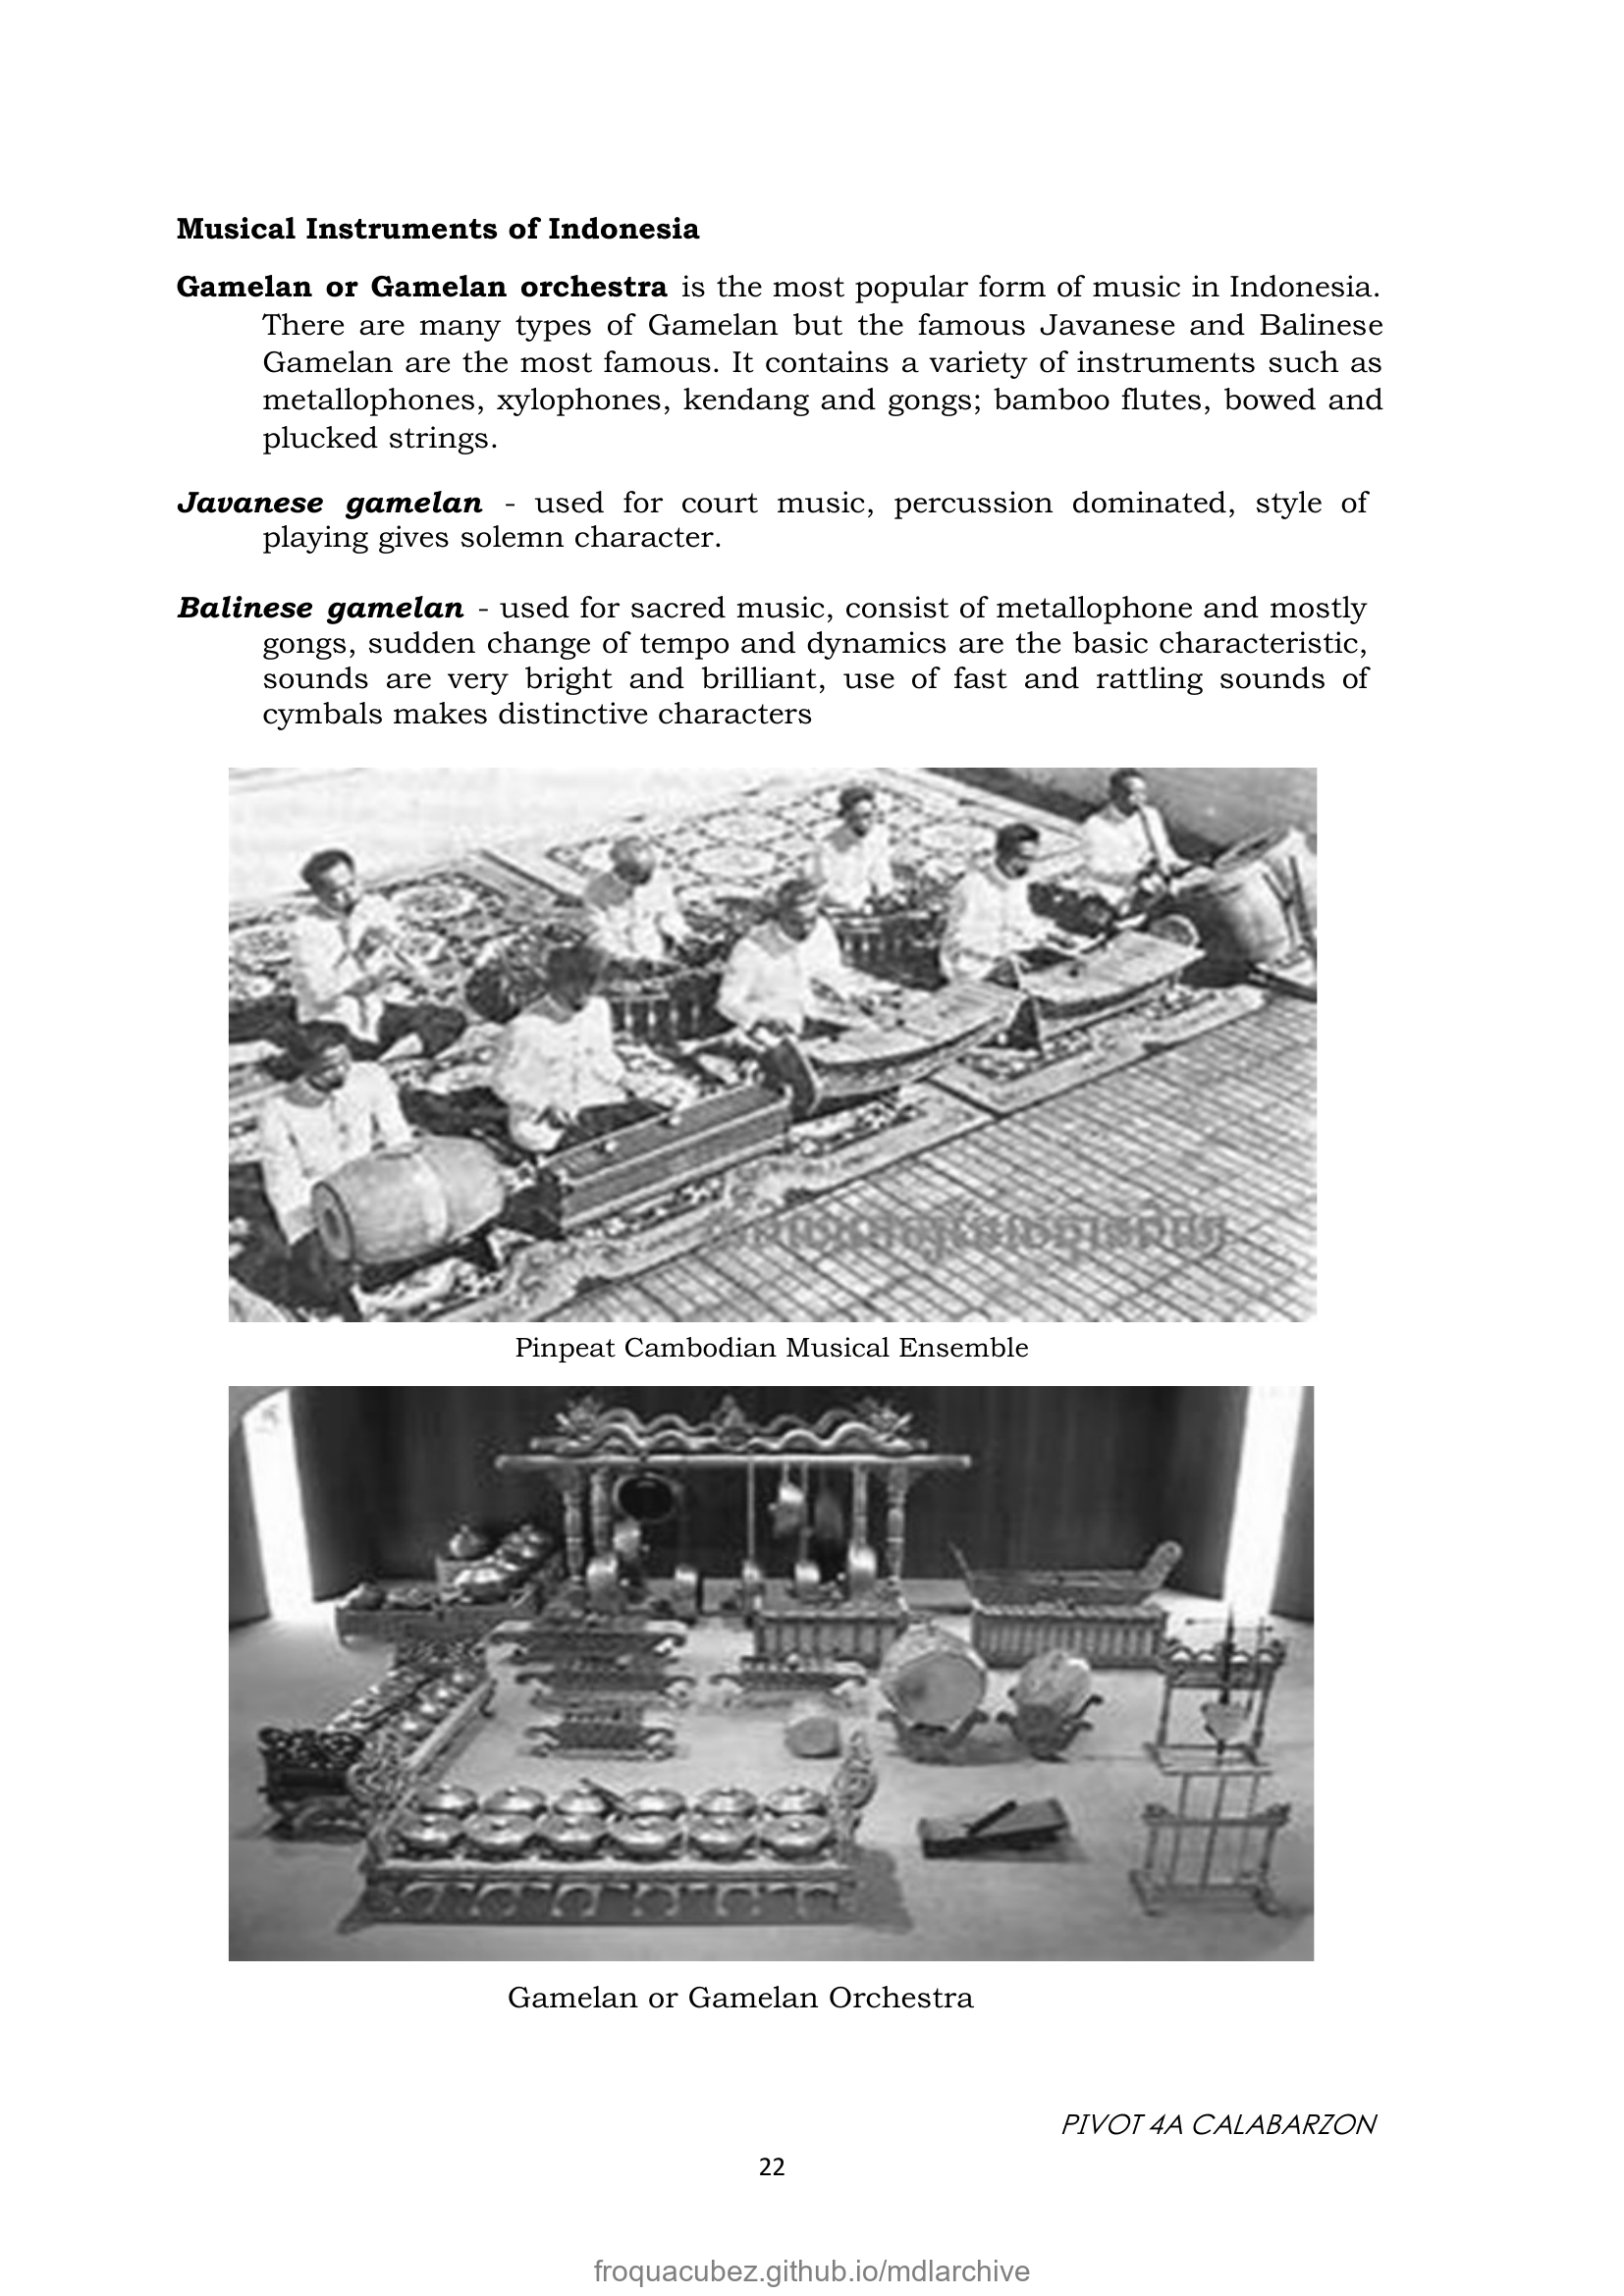 Musical Instruments of Indonesia
Gamelan or Gamelan orchestra is the most popular form of music in Indonesia.
There are many types of Gamelan but the famous Javanese and Balinese
Gamelan are the most famous. It contains a variety of instruments such as
metallophones, xylophones, kendang and gongs; bamboo flutes, bowed and
plucked strings.
Javanese gamelan - used for court music, percussion dominated, style of
playing gives solemn character.
Balinese gamelan - used for sacred music, consist of metallophone and mostly
gongs, sudden change of tempo and dynamics are the basic characteristic,
sounds are very bright and brilliant, use of fast and rattling sounds of
cymbals makes distinctive characters
Pinpeat Cambodian Musical Ensemble
Gamelan or Gamelan Orchestra
PIVOT 4A CALABARZON
22
froquacubez.github.io/mdlarchive